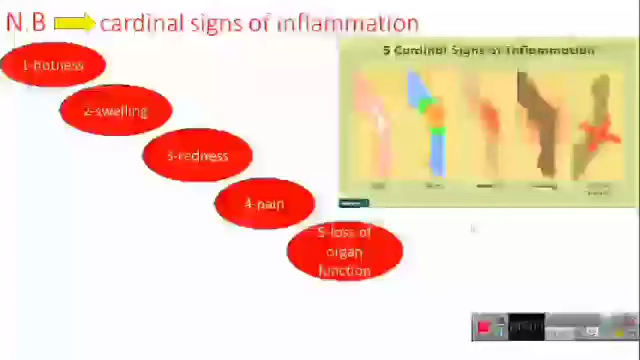 N.B cardinal signs of inflammation
1-hotness
2-swelling
3-redness
4-pain
5-loss of
organ
function
5 Cardinal Signs of Inflammation